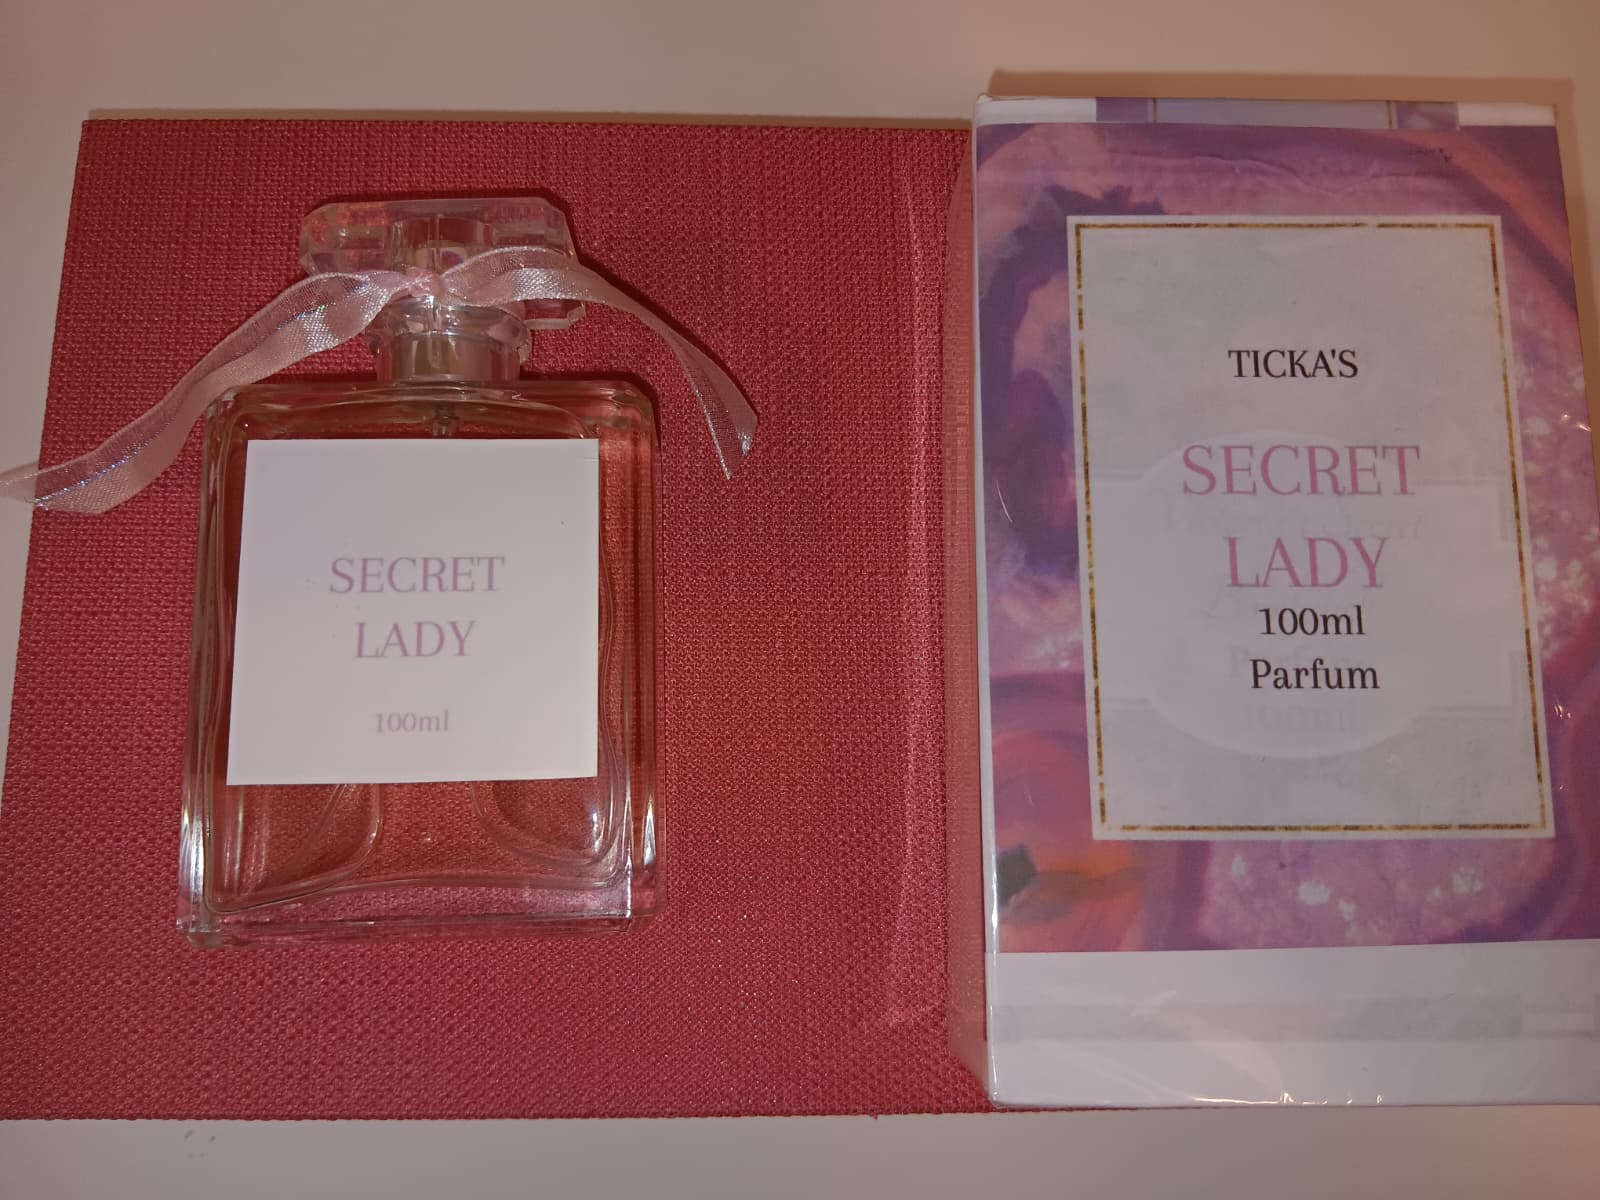 SECRET
LADY
100ml
TICKA'S
SECRET
LADY
100ml
Parfum